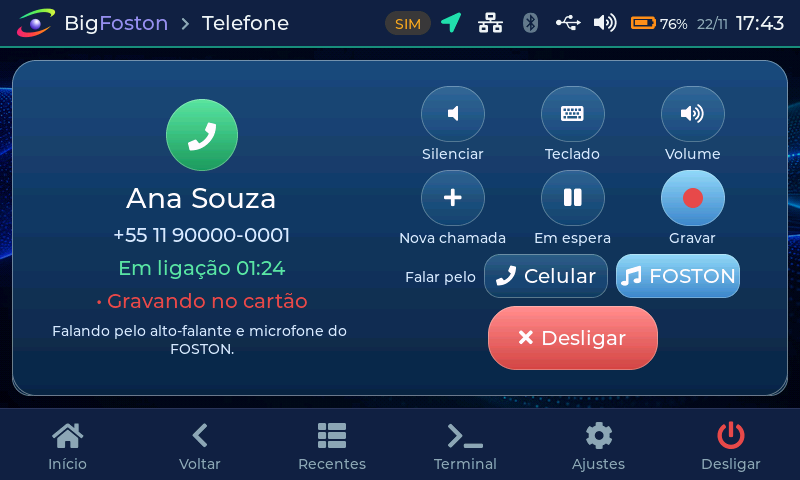 BigFoston > Telefone SIM 76% 22/11 17:43
Ana Souza
+55 11 90000-0001
Em ligação 01:24
• Gravando no cartão
Falando pelo alto-falante e microfone do
FOSTON.
Silenciar Teclado Volume
Nova chamada Em espera Gravar
Falar pelo Celular FOSTON
Desligar
Início Voltar Recentes Terminal Ajustes Desligar